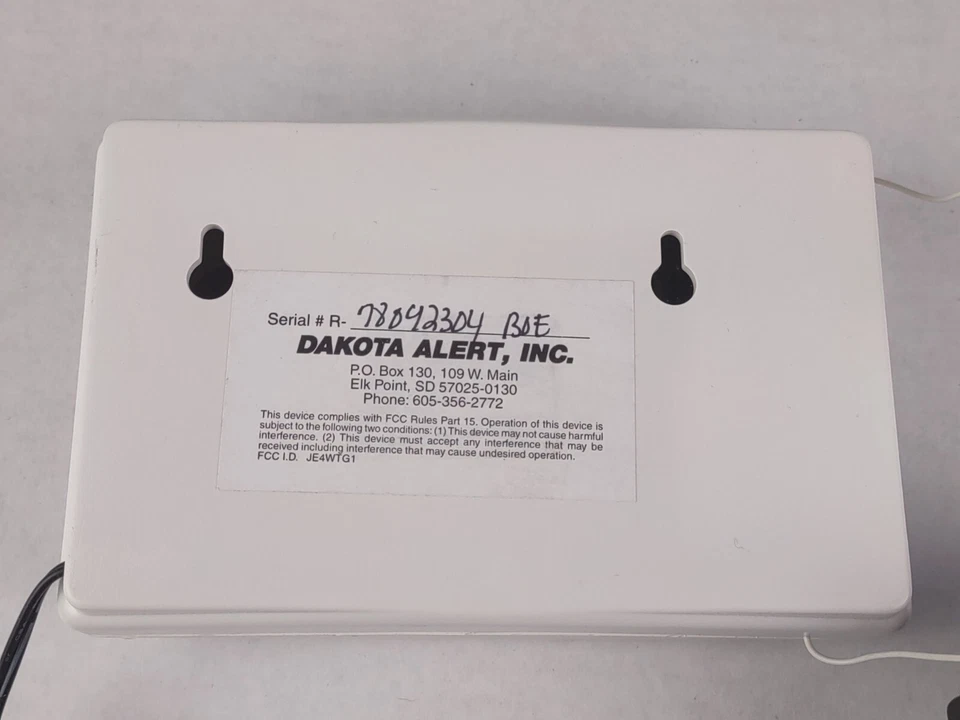 Serial # R- 78042304 BOE
DAKOTA ALERT, INC.
P.O. Box 130, 109 W. Main
Elk Point, SD 57025-0130
Phone: 605-356-2772
This device complies with FCC Rules Part 15. Operation of this device is
subject to the following two conditions: (1) This device may not cause harmful
interference. (2) This device must accept any interference that may be
received including interference that may cause undesired operation.
FCC I.D. JE4WTG1